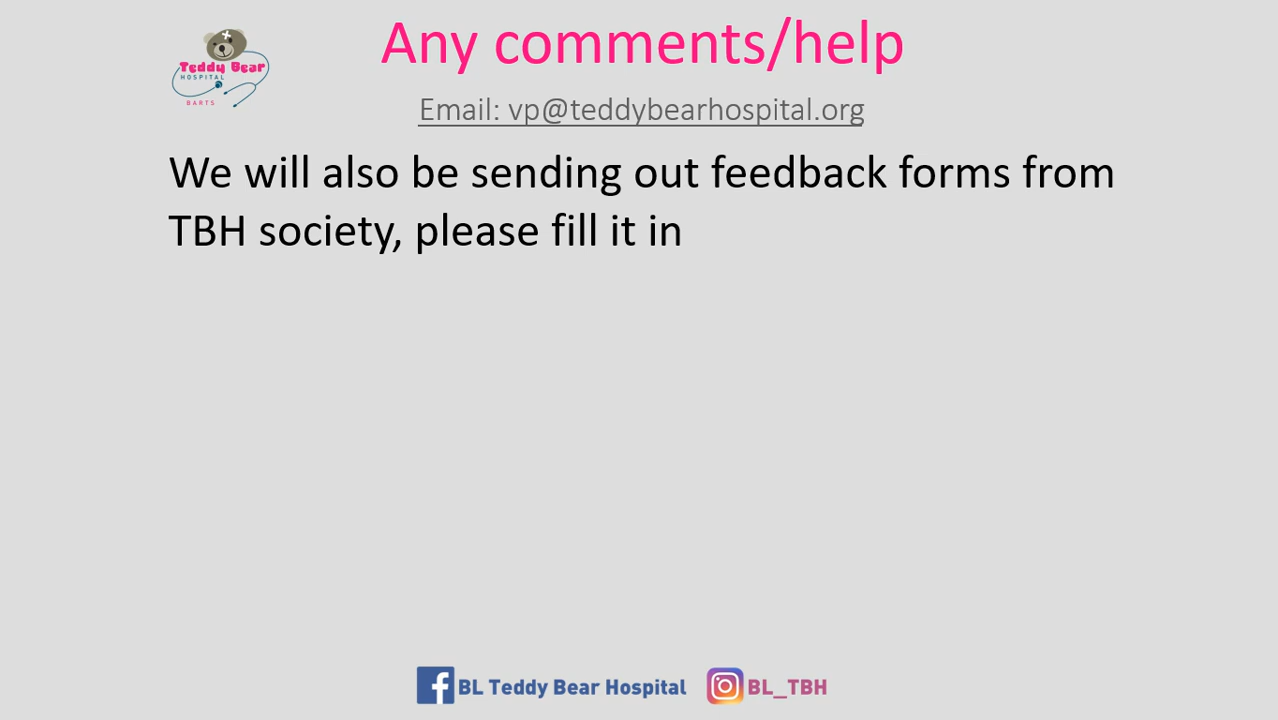 Any comments/help
Teddy Bear
HOSPITAL
BARTS
Email: vp@teddybearhospital.org
We will also be sending out feedback forms from
TBH society, please fill it in
BL Teddy Bear Hospital BL_TBH